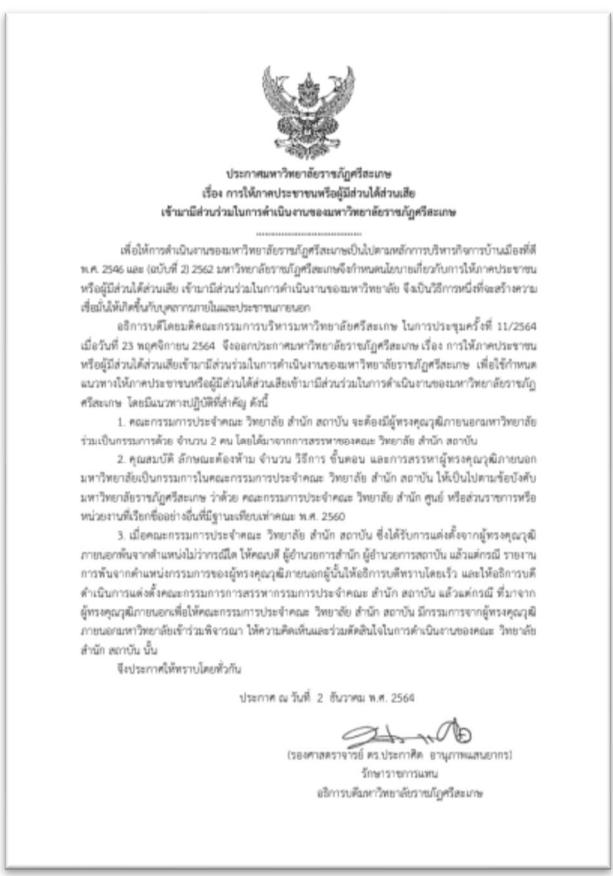 ประกาศมหาวิทยาลัยราชภัฏศรีสะเกษ
เรื่อง การให้ภาคประชาชนหรือผู้มีส่วนได้ส่วนเสีย
เข้ามามีส่วนร่วมในการดำเนินงานของมหาวิทยาลัยราชภัฏศรีสะเกษ
เพื่อให้การดำเนินงานของมหาวิทยาลัยราชภัฏศรีสะเกษเป็นไปตามหลักการบริหารกิจการบ้านเมืองที่ดี
พ.ศ. 2546 และ (ฉบับที่ 2) 2562 มหาวิทยาลัยราชภัฏศรีสะเกษจึงกำหนดนโยบายเกี่ยวกับการให้ภาคประชาชน
หรือผู้มีส่วนได้ส่วนเสีย เข้ามามีส่วนร่วมในการดำเนินงานของมหาวิทยาลัย จึงเป็นวิธีการหนึ่งที่จะสร้างความ
เชื่อมั่นให้เกิดขึ้นกับบุคลากรภายในและประชาชนภายนอก
อธิการบดีโดยมติคณะกรรมการบริหารมหาวิทยาลัยศรีสะเกษ ในการประชุมครั้งที่ 11/2564
เมื่อวันที่ 23 พฤศจิกายน 2564 จึงออกประกาศมหาวิทยาลัยราชภัฏศรีสะเกษ เรื่อง การให้ภาคประชาชน
หรือผู้มีส่วนได้ส่วนเสียเข้ามามีส่วนร่วมในการดำเนินงานของมหาวิทยาลัยราชภัฏศรีสะเกษ เพื่อใช้กำหนด
แนวทางให้ภาคประชาชนหรือผู้มีส่วนได้ส่วนเสียเข้ามามีส่วนร่วมในการดำเนินงานของมหาวิทยาลัยราชภัฏ
ศรีสะเกษ โดยมีแนวทางปฏิบัติที่สำคัญ ดังนี้
1. คณะกรรมการประจำคณะ วิทยาลัย สำนัก สถาบัน จะต้องมีผู้ทรงคุณวุฒิภายนอกมหาวิทยาลัย
ร่วมเป็นกรรมการด้วย จำนวน 2 คน โดยได้มาจากการสรรหาของคณะ วิทยาลัย สำนัก สถาบัน
2. คุณสมบัติ ลักษณะต้องห้าม จำนวน วิธีการ ขั้นตอน และการสรรหาผู้ทรงคุณวุฒิภายนอก
มหาวิทยาลัยเป็นกรรมการในคณะกรรมการประจำคณะ วิทยาลัย สำนัก สถาบัน ให้เป็นไปตามข้อบังคับ
มหาวิทยาลัยราชภัฏศรีสะเกษ ว่าด้วย คณะกรรมการประจำคณะ วิทยาลัย สำนัก ศูนย์ หรือส่วนราชการหรือ
หน่วยงานที่เรียกชื่ออย่างอื่นที่มีฐานะเทียบเท่าคณะ พ.ศ. 2560
3. เมื่อคณะกรรมการประจำคณะ วิทยาลัย สำนัก สถาบัน ซึ่งได้รับการแต่งตั้งจากผู้ทรงคุณวุฒิ
ภายนอกพ้นจากตำแหน่งไม่ว่ากรณีใด ให้คณบดี ผู้อำนวยการสำนัก ผู้อำนวยการสถาบัน แล้วแต่กรณี รายงาน
การพ้นจากตำแหน่งกรรมการของผู้ทรงคุณวุฒิภายนอกผู้นั้นให้อธิการบดีทราบโดยเร็ว และให้อธิการบดี
ดำเนินการแต่งตั้งคณะกรรมการการสรรหากรรมการประจำคณะ สำนัก สถาบัน แล้วแต่กรณี ที่มาจาก
ผู้ทรงคุณวุฒิภายนอกเพื่อให้คณะกรรมการประจำคณะ วิทยาลัย สำนัก สถาบัน มีกรรมการจากผู้ทรงคุณวุฒิ
ภายนอกมหาวิทยาลัยเข้าร่วมพิจารณา ให้ความคิดเห็นและร่วมตัดสินใจในการดำเนินงานของคณะ วิทยาลัย
สำนัก สถาบัน นั้น
จึงประกาศให้ทราบโดยทั่วกัน
ประกาศ ณ วันที่ 2 ธันวาคม พ.ศ. 2564
(รองศาสตราจารย์ ดร.ประกาศิต อานุภาพแสนยากร)
รักษาราชการแทน
อธิการบดีมหาวิทยาลัยราชภัฏศรีสะเกษ